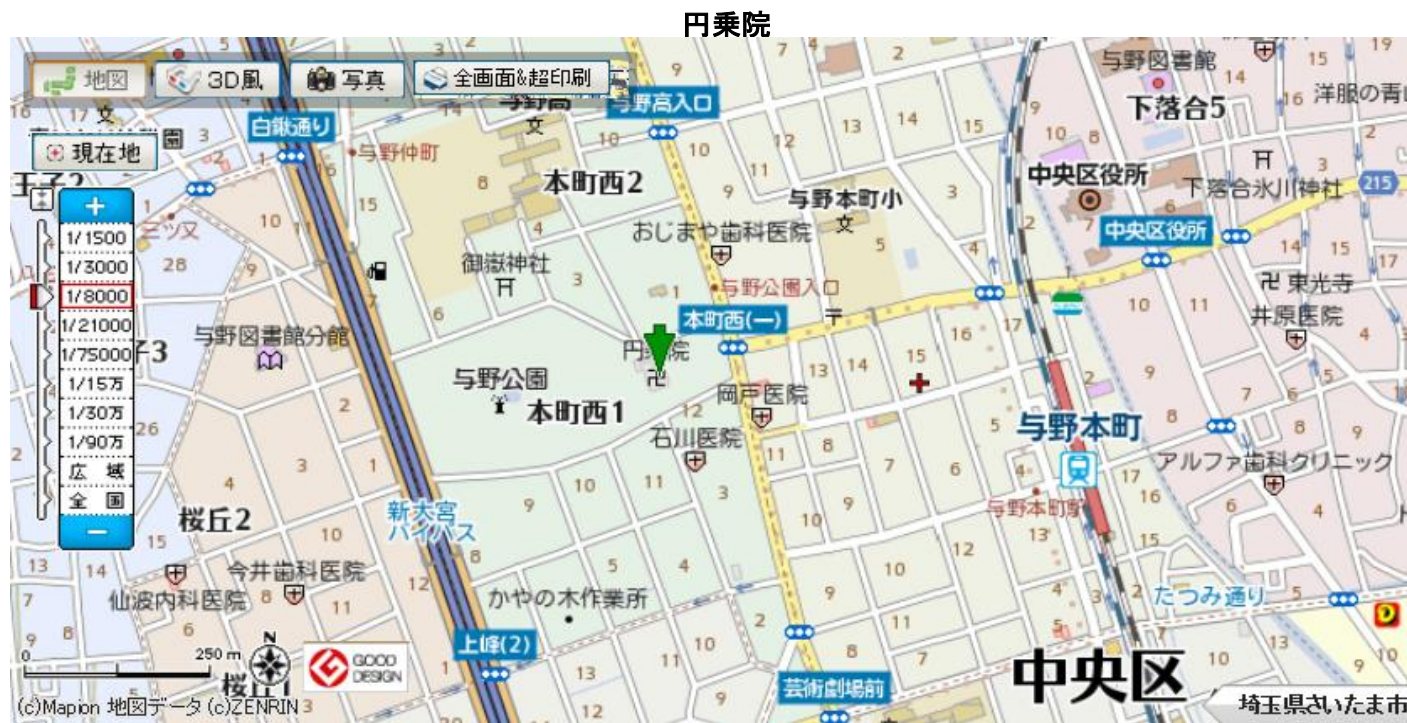 円乗院
地図
3D風
写真
全画面&超印刷
現在地
+
1/1500
1/3000
1/8000
1/21000
1/75000
1/15万
1/30万
1/90万
広域
全国
−
与野高
与野高入口
白鍬通り
与野仲町
本町西2
与野図書館
下落合5
洋服の青山
中央区役所
下落合氷川神社
215
中央区役所
与野本町小
おじまや歯科医院
三ツ又
御嶽神社
与野公園入口
本町西(一)
卍 東光寺
井原医院
与野図書館分館
円乗院
与野公園
本町西1
岡戸医院
石川医院
与野本町
アルファ歯科クリニック
与野本町駅
桜丘2
新大宮
バイパス
今井歯科医院
仙波内科医院
かやの木作業所
たつみ通り
上峰(2)
中央区
芸術劇場前
N
0 250 m
GOOD
DESIGN
桜丘1
(c)Mapion 地図データ (c)ZENRIN
埼玉県さいたま市